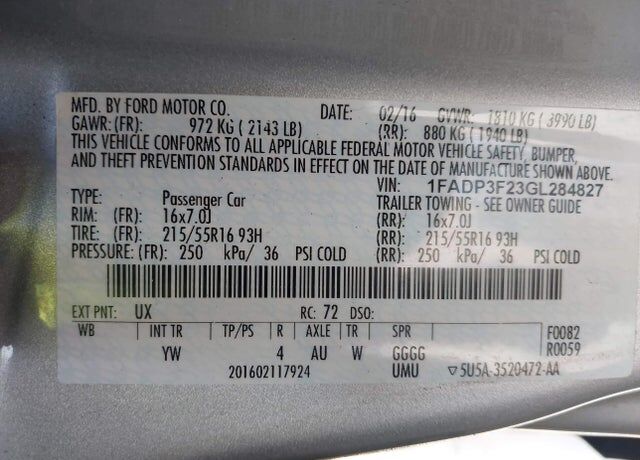 MFD. BY FORD MOTOR CO. DATE: 02/16 GVWR: 1810 KG ( 3990 LB)
GAWR: (FR): 972 KG ( 2143 LB) (RR): 880 KG ( 1940 LB)
THIS VEHICLE CONFORMS TO ALL APPLICABLE FEDERAL MOTOR VEHICLE SAFETY, BUMPER,
AND THEFT PREVENTION STANDARDS IN EFFECT ON THE DATE OF MANUFACTURE SHOWN ABOVE.
VIN: 1FADP3F23GL284827
TYPE: Passenger Car TRAILER TOWING - SEE OWNER GUIDE
RIM: (FR): 16x7.0J (RR): 16x7.0J
TIRE: (FR): 215/55R16 93H (RR): 215/55R16 93H
PRESSURE: (FR): 250 kPa/ 36 PSI COLD (RR): 250 kPa/ 36 PSI COLD
EXT PNT: UX RC: 72 DSO:
WB INT TR TP/PS R AXLE TR SPR F0082
YW 4 AU W GGGG R0059
201602117924 UMU ▽5U5A-3520472-AA